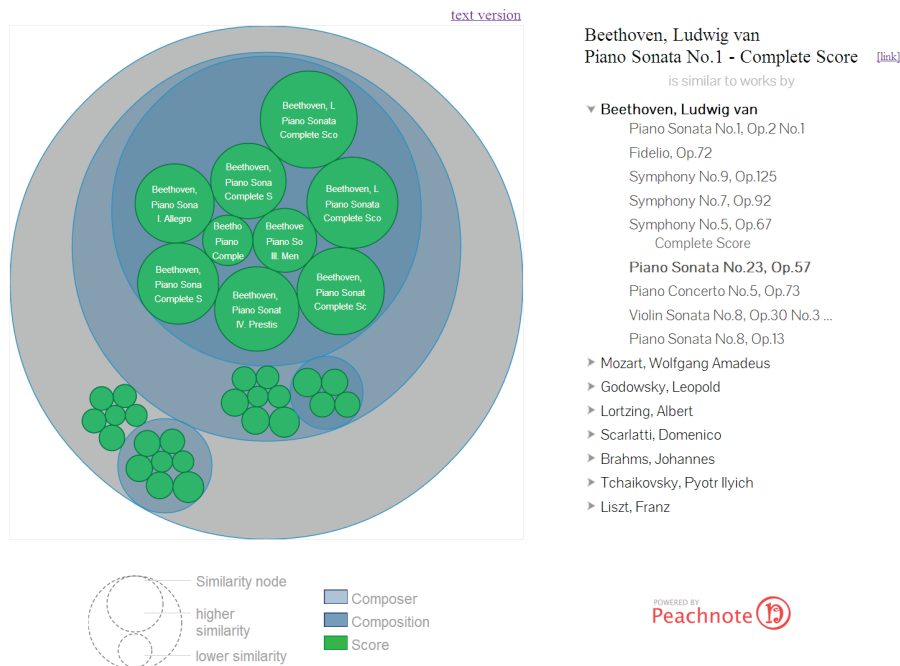 text version
Beethoven, L
Piano Sonata
Complete Sco
Beethoven,
Piano Sona
Complete S
Beethoven,
Piano Sona
I. Allegro
Beethoven, L
Piano Sonata
Complete Sco
Beetho
Piano
Comple
Beethove
Piano So
III. Men
Beethoven,
Piano Sona
Complete S
Beethoven,
Piano Sonat
IV. Prestis
Beethoven,
Piano Sonat
Complete Sc
Similarity node
higher
similarity
lower similarity
Composer
Composition
Score
Beethoven, Ludwig van
Piano Sonata No.1 - Complete Score [link]
is similar to works by
Beethoven, Ludwig van
Piano Sonata No.1, Op.2 No.1
Fidelio, Op.72
Symphony No.9, Op.125
Symphony No.7, Op.92
Symphony No.5, Op.67
Complete Score
Piano Sonata No.23, Op.57
Piano Concerto No.5, Op.73
Violin Sonata No.8, Op.30 No.3 ...
Piano Sonata No.8, Op.13
Mozart, Wolfgang Amadeus
Godowsky, Leopold
Lortzing, Albert
Scarlatti, Domenico
Brahms, Johannes
Tchaikovsky, Pyotr Ilyich
Liszt, Franz
POWERED BY
Peachnote